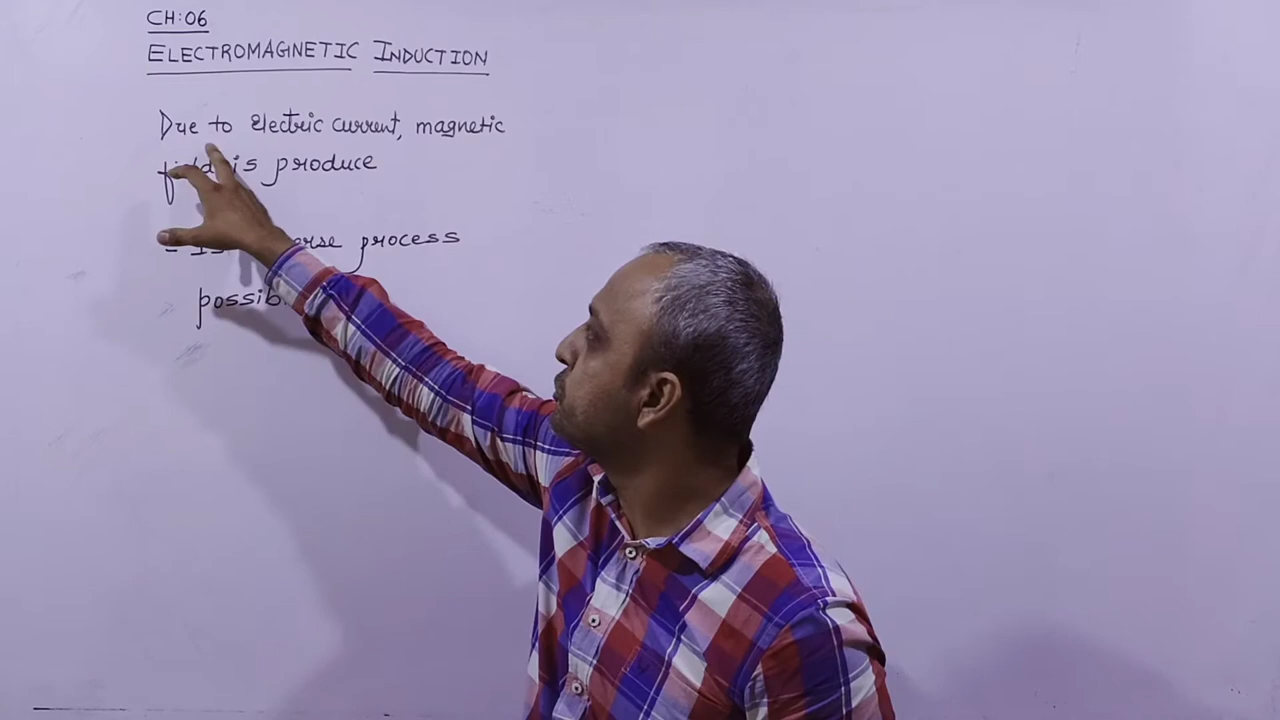 CH:06
ELECTROMAGNETIC INDUCTION
Due to electric current, magnetic
is produce
process